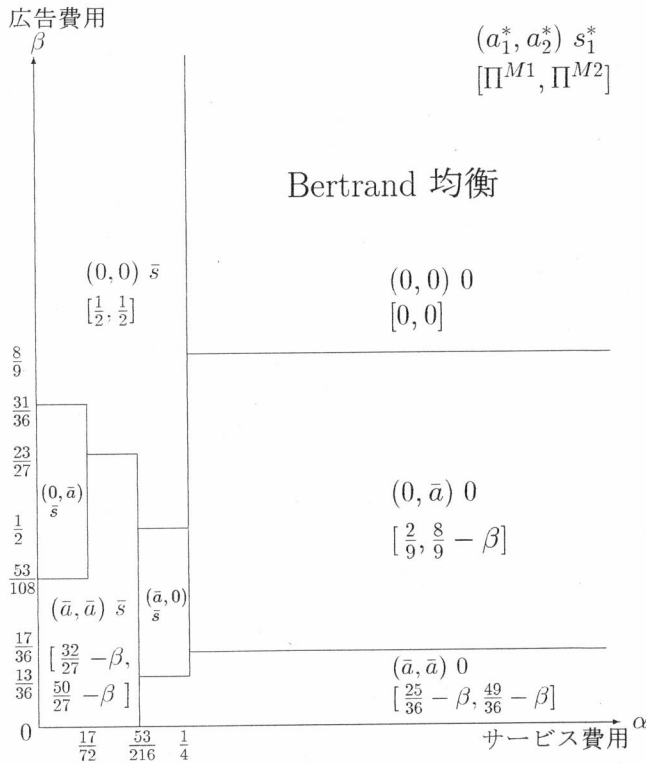 広告費用
β
(a₁*, a₂*) s₁*
[Π^{M1}, Π^{M2}]
Bertrand 均衡
(0, 0) s̄
[1/2, 1/2]
(0, 0) 0
[0, 0]
8/9
31/36
23/27
(0, ā)
s̄
(0, ā) 0
[2/9, 8/9 − β]
1/2
53/108
(ā, ā) s̄
(ā, 0)
s̄
17/36
[32/27 − β,
50/27 − β]
13/36
(ā, ā) 0
[25/36 − β, 49/36 − β]
0
α
17/72
53/216
1/4
サービス費用